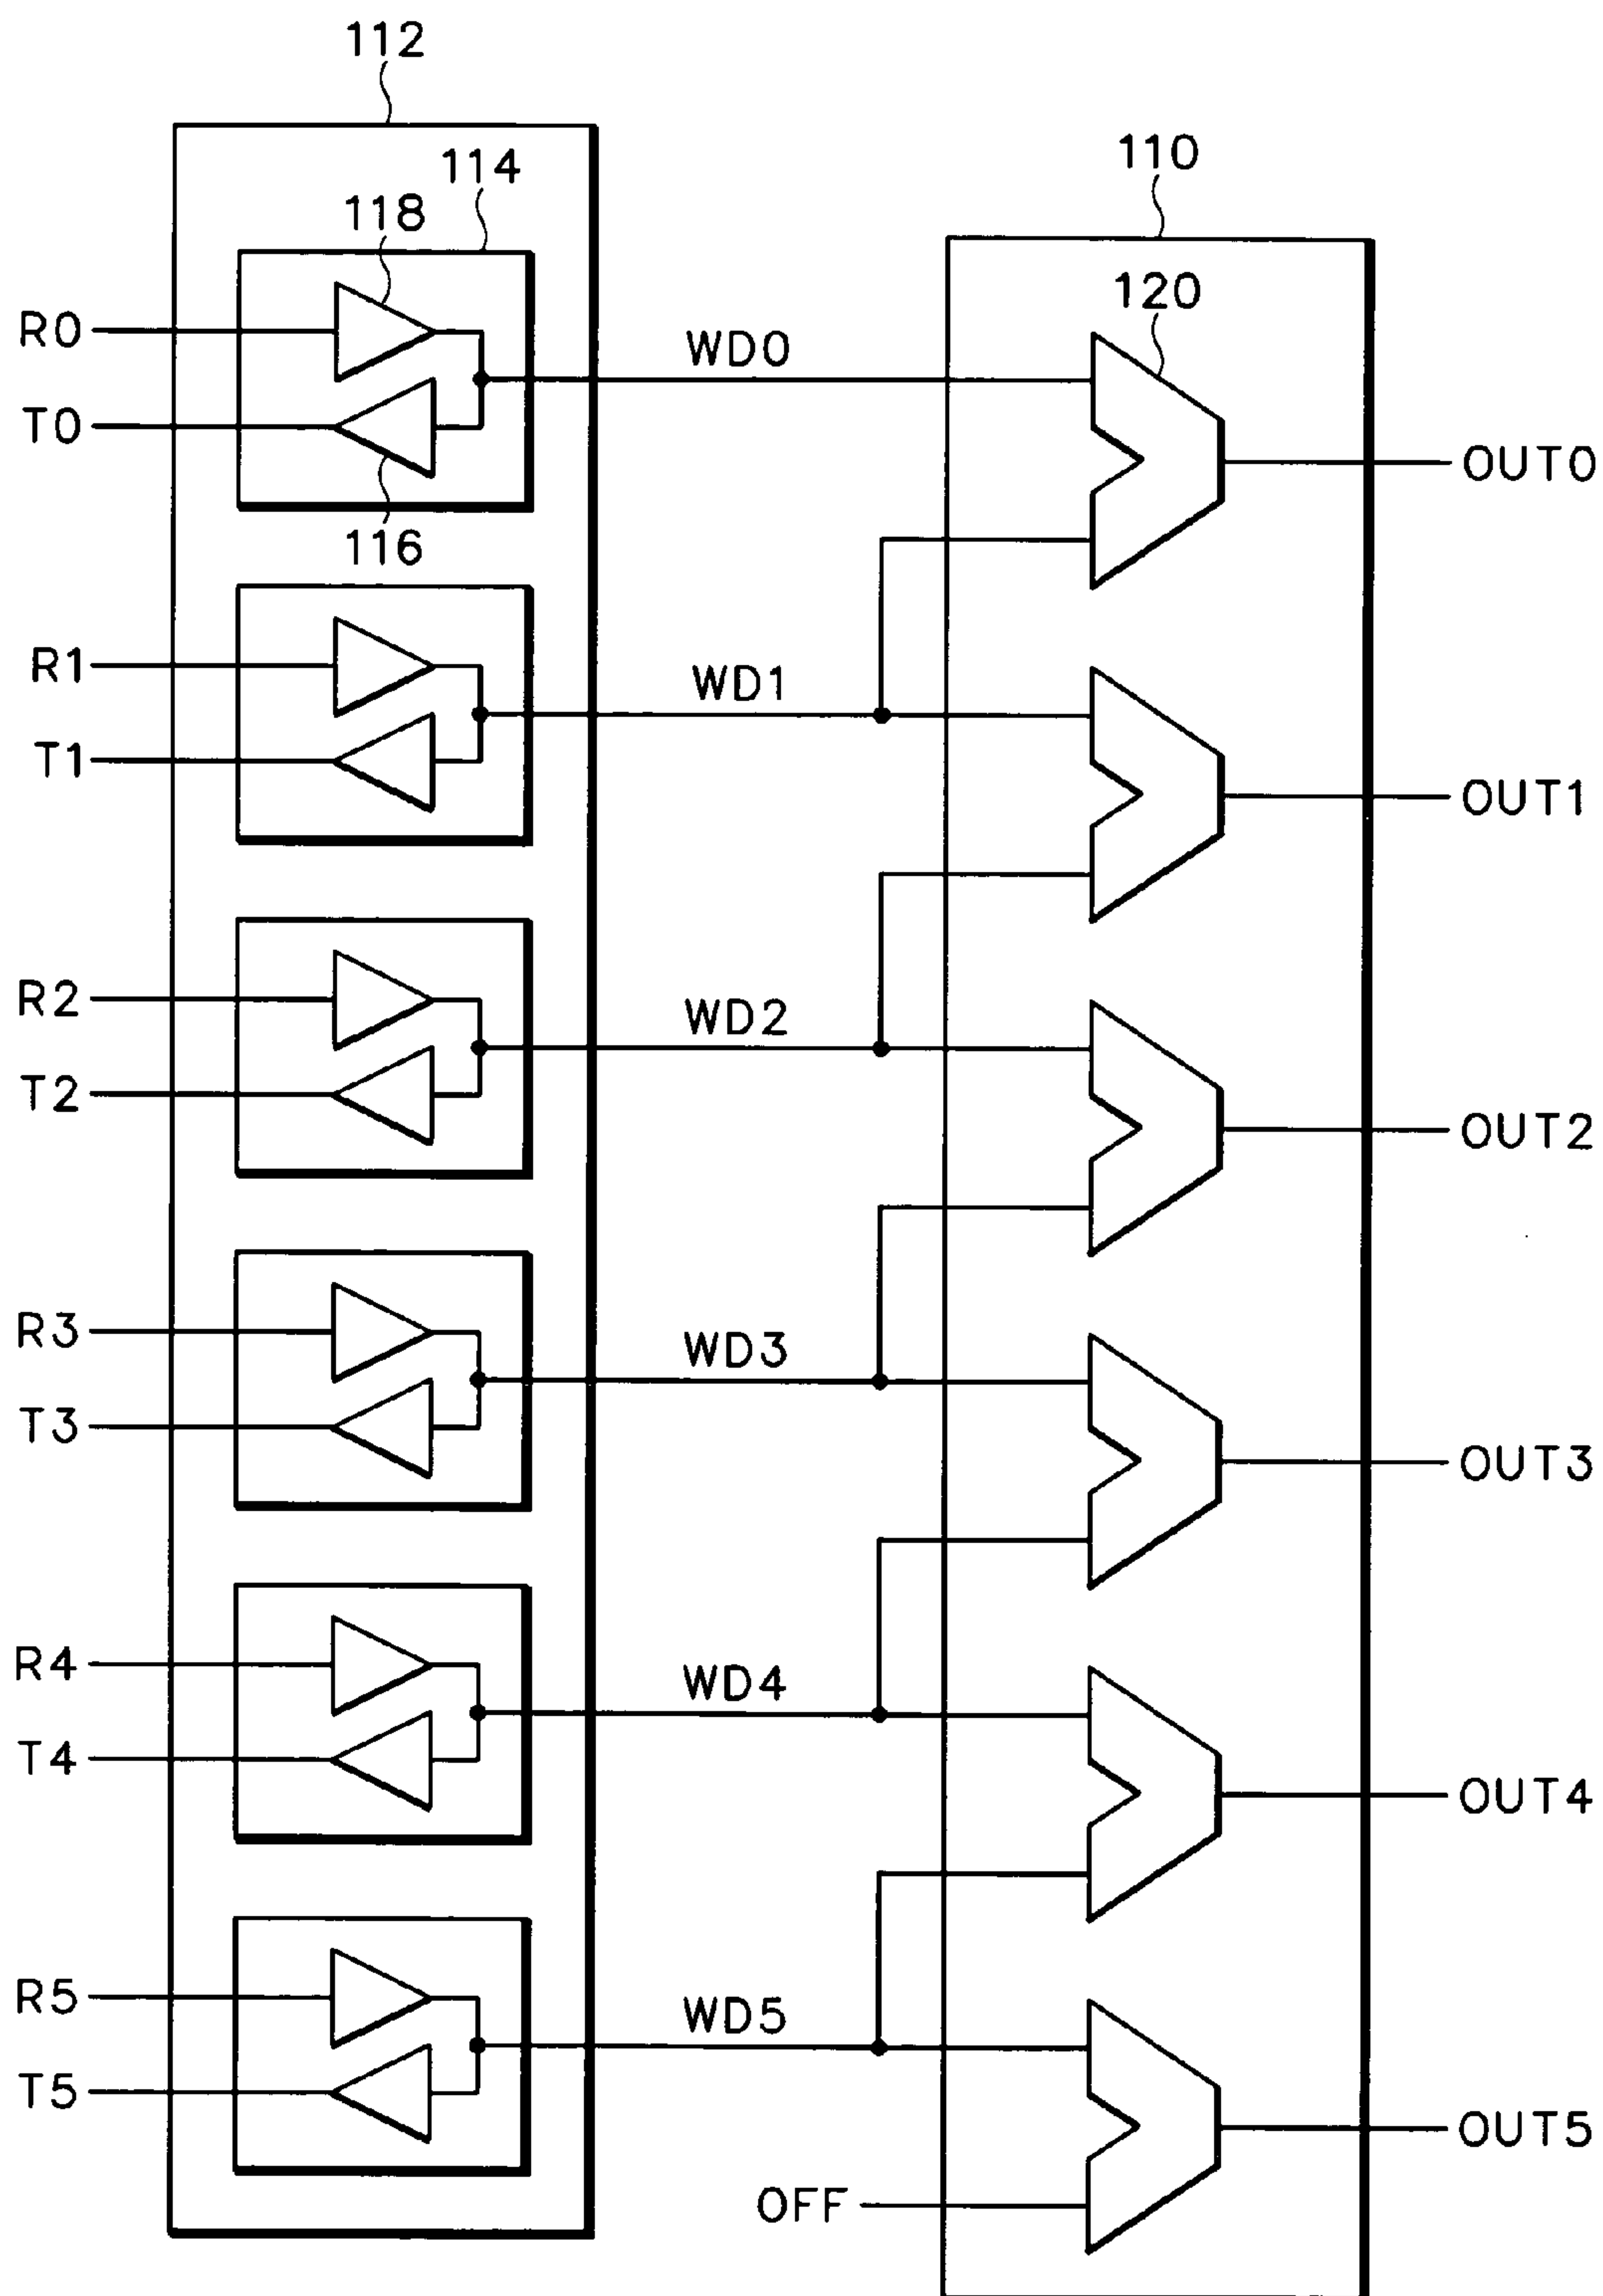 112
110
114
118
120
R0
WD0
T0
OUT0
116
R1
WD1
T1
OUT1
R2
WD2
T2
OUT2
R3
WD3
T3
OUT3
R4
WD4
T4
OUT4
R5
WD5
T5
OUT5
OFF